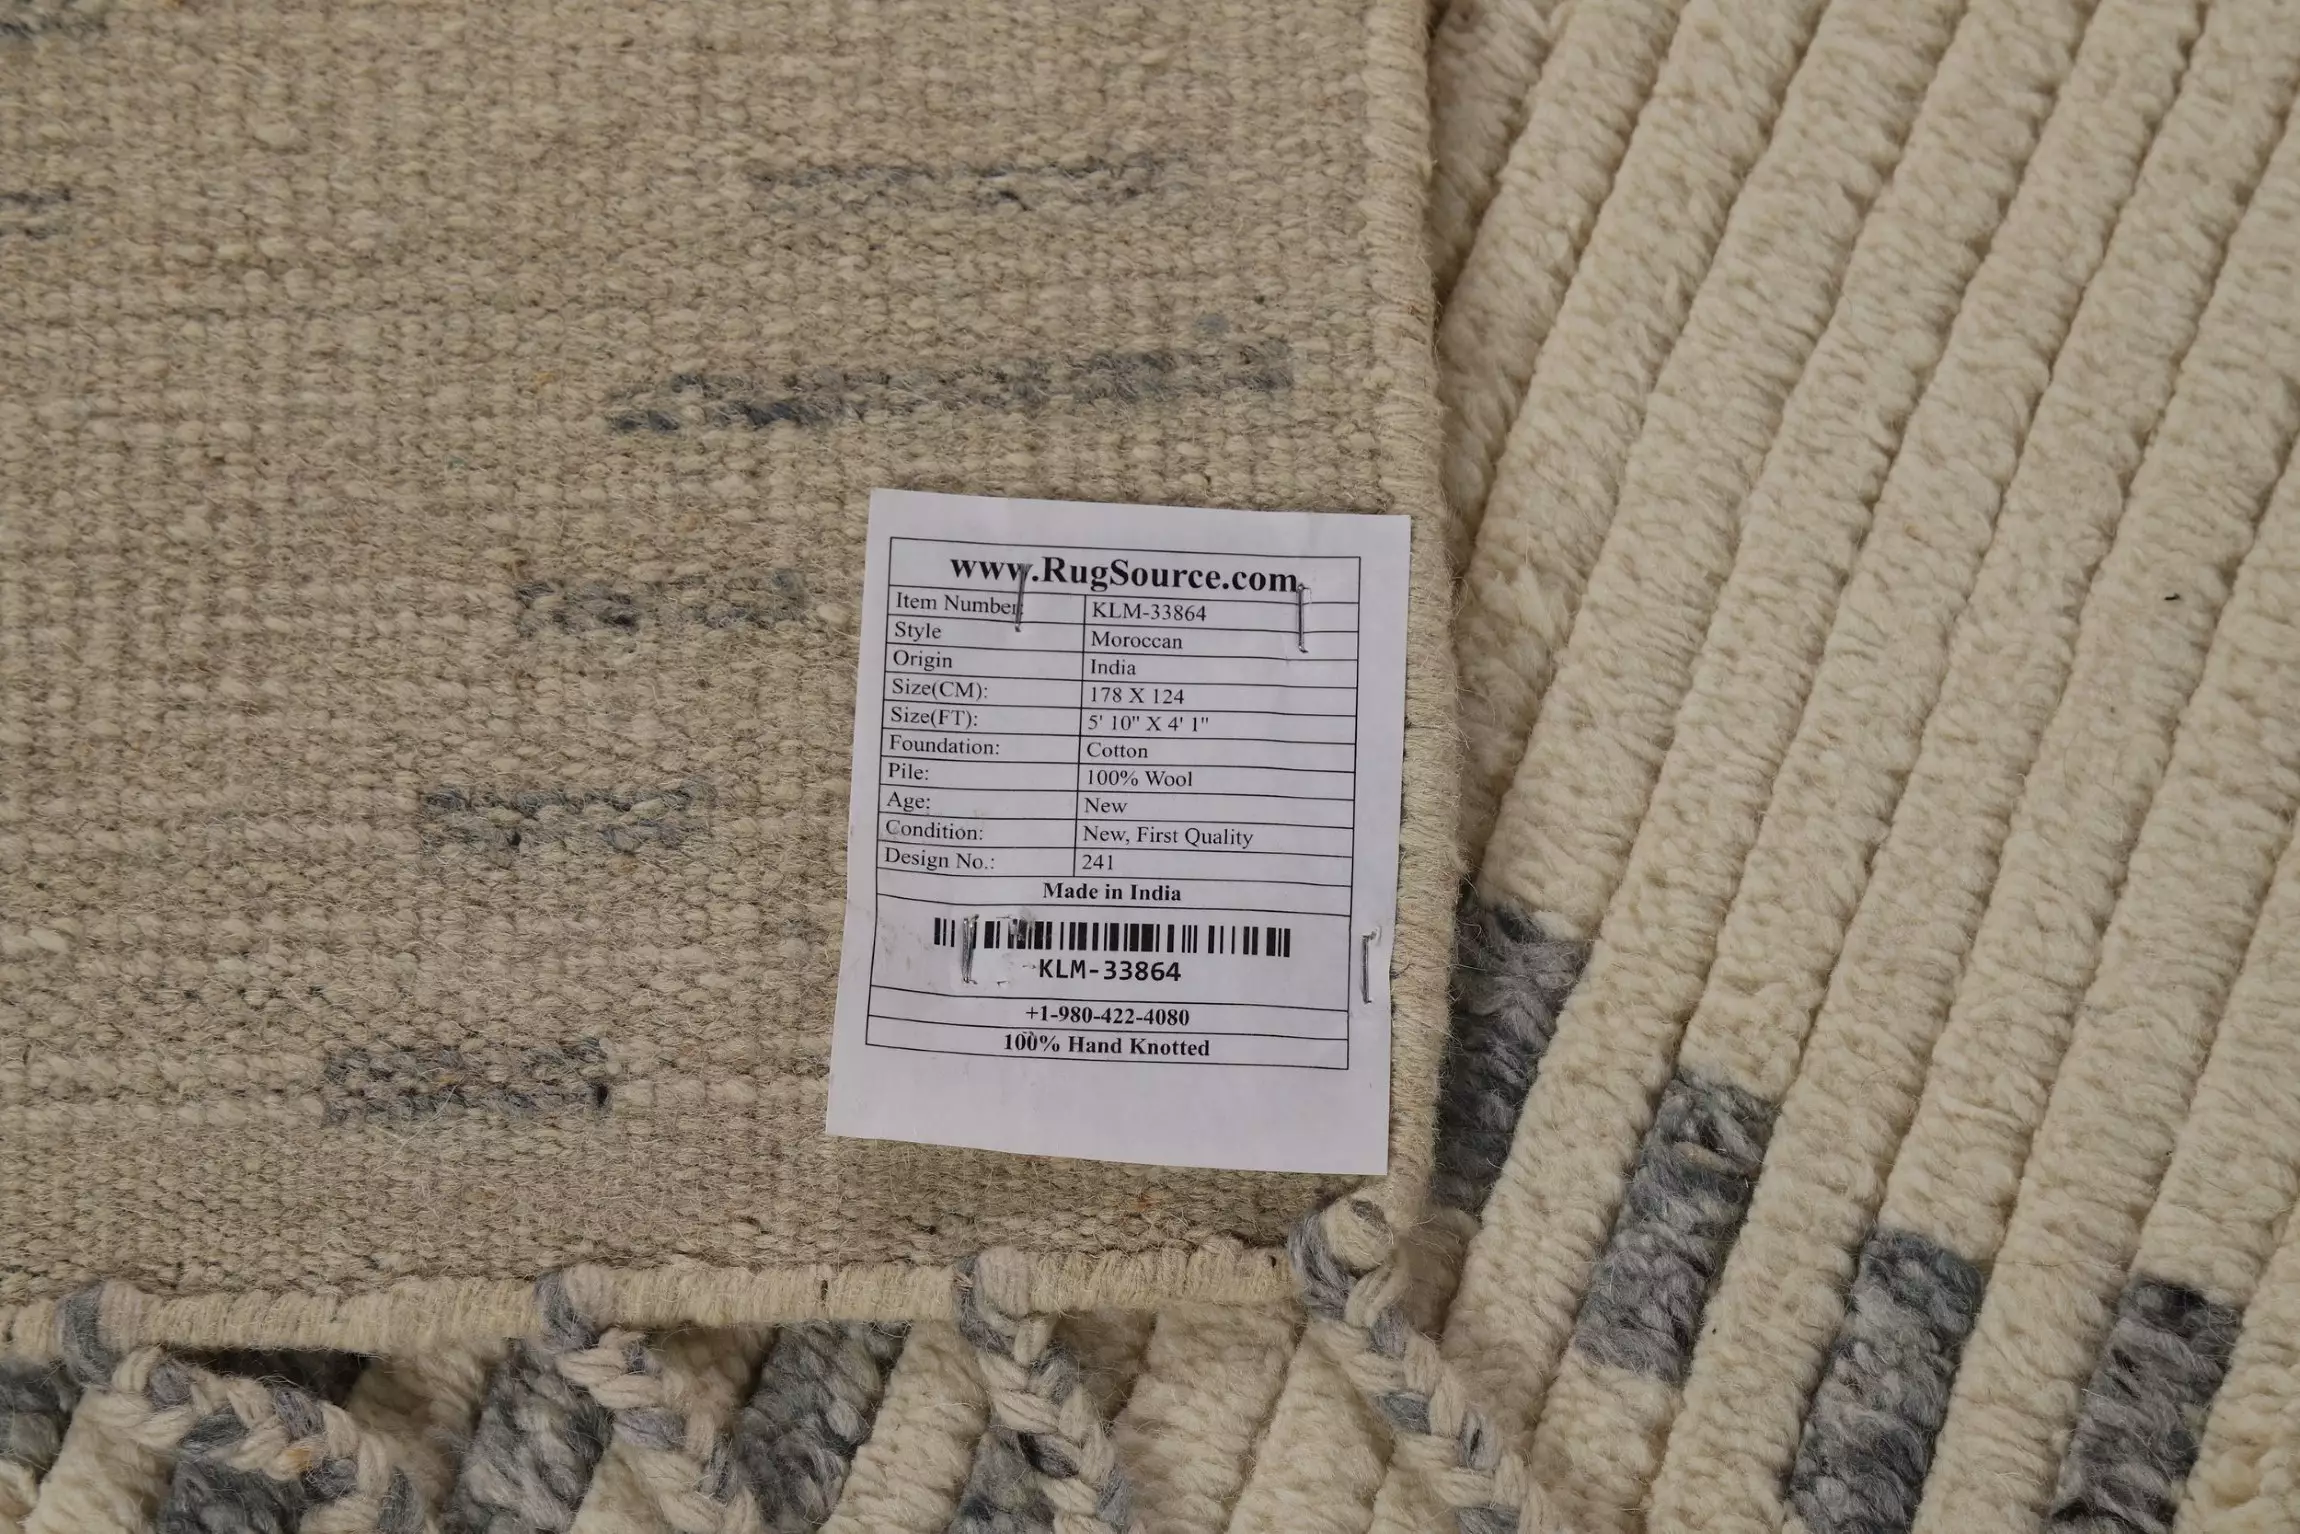 www.RugSource.com
Item Number: KLM-33864
Style Moroccan
Origin India
Size(CM): 178 X 124
Size(FT): 5' 10" X 4' 1"
Foundation: Cotton
Pile: 100% Wool
Age: New
Condition: New, First Quality
Design No.: 241
Made in India
KLM-33864
+1-980-422-4080
100% Hand Knotted